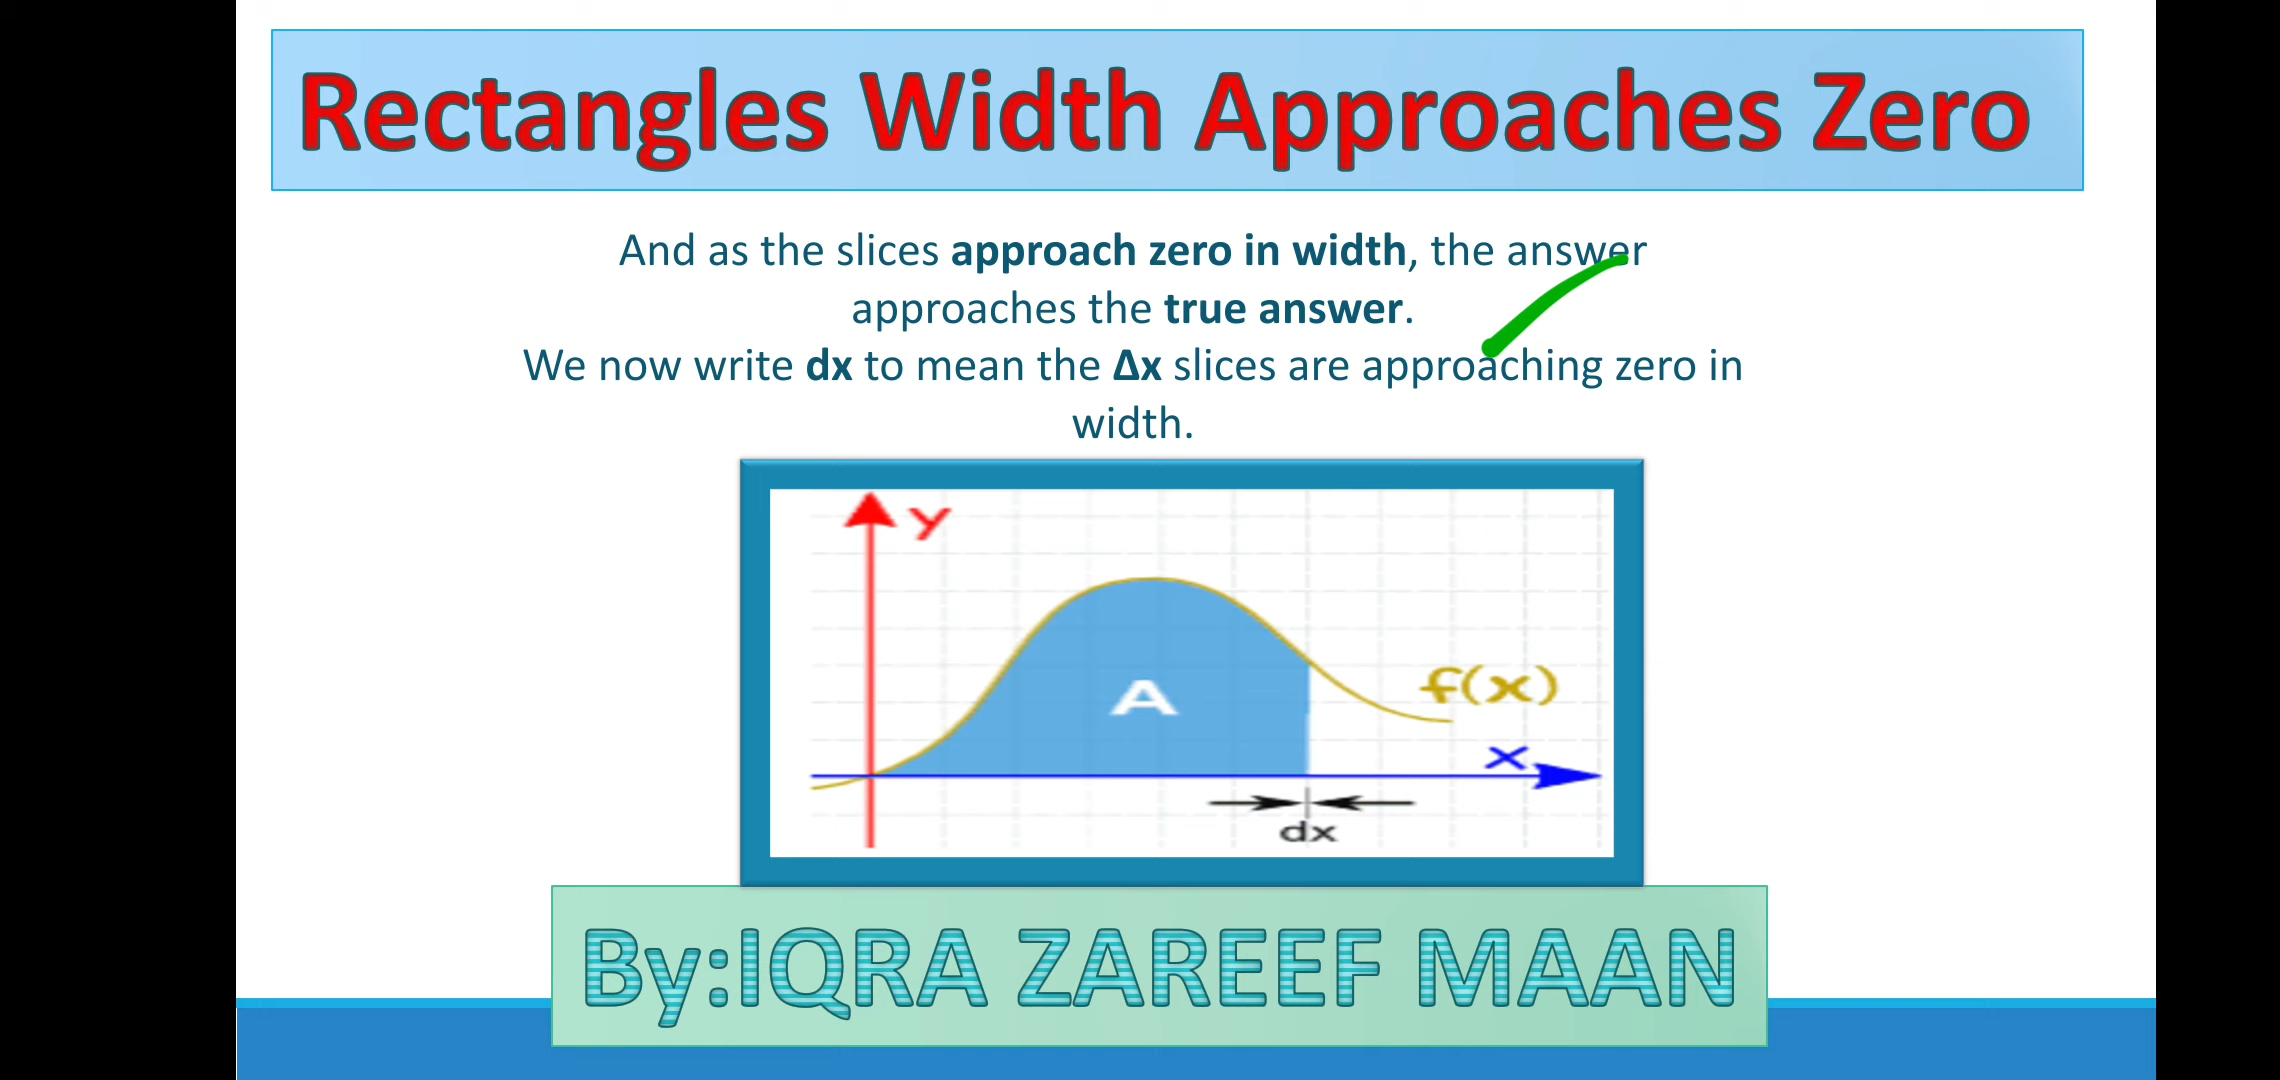 Rectangles Width Approaches Zero
And as the slices approach zero in width, the answer
approaches the true answer.
We now write dx to mean the Δx slices are approaching zero in
width.
y
A
f(x)
x
dx
By:IQRA ZAREEF MAAN